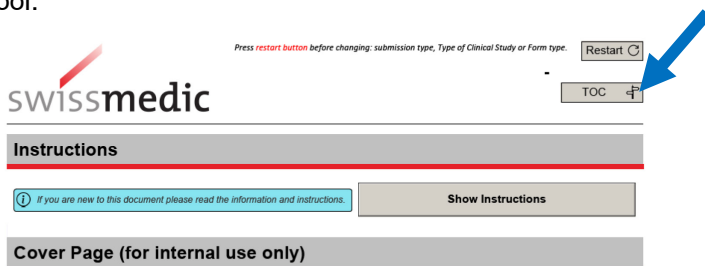 ool.
Press restart button before changing: submission type, Type of Clinical Study or Form type.
Restart
-
TOC
swissmedic
Instructions
If you are new to this document please read the information and instructions.
Show Instructions
Cover Page (for internal use only)